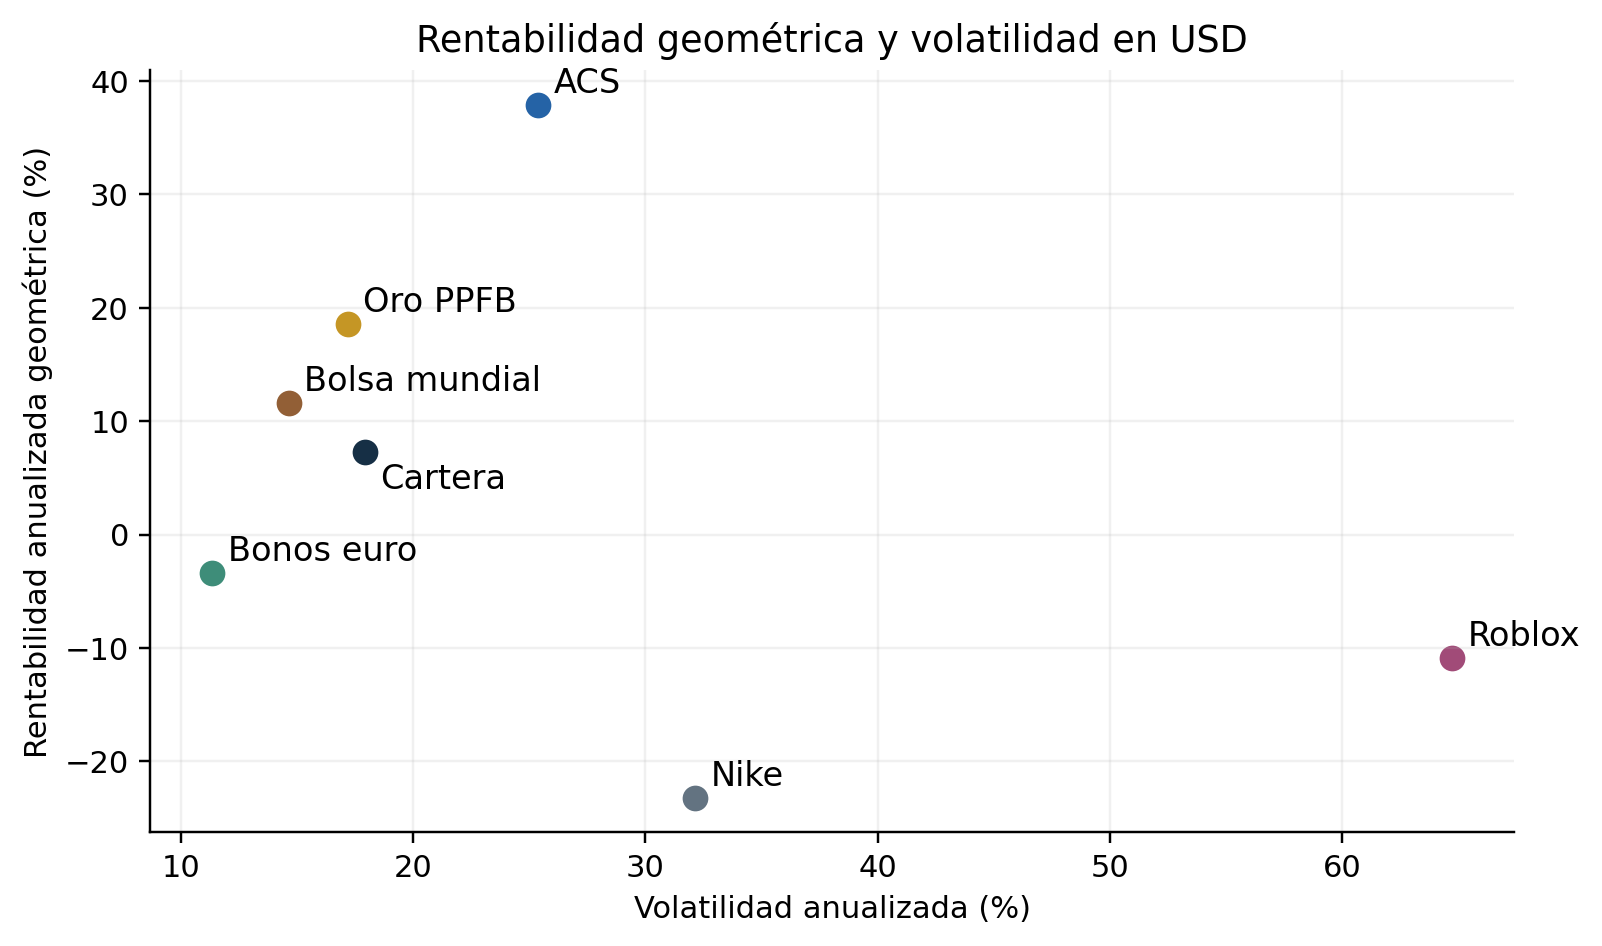 Rentabilidad geométrica y volatilidad en USD
Rentabilidad anualizada geométrica (%)
40
30
20
10
0
−10
−20
ACS
Oro PPFB
Bolsa mundial
Cartera
Bonos euro
Roblox
Nike
10
20
30
40
50
60
Volatilidad anualizada (%)